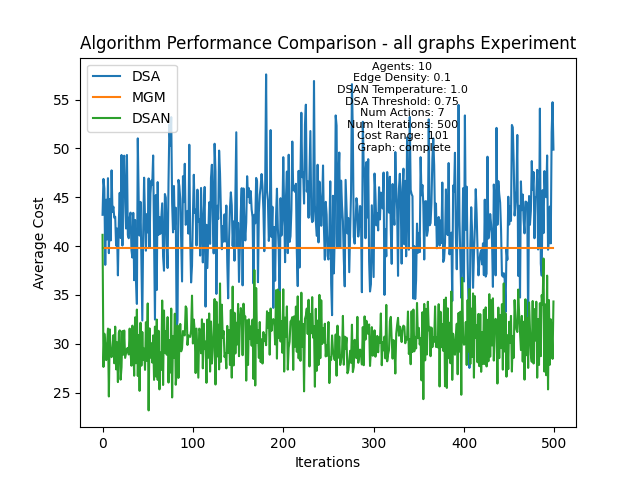 Algorithm Performance Comparison - all graphs Experiment
DSA
MGM
DSAN
Agents: 10
Edge Density: 0.1
DSAN Temperature: 1.0
DSA Threshold: 0.75
Num Actions: 7
Num Iterations: 500
Cost Range: 101
Graph: complete
Average Cost
55
50
45
40
35
30
25
0 100 200 300 400 500
Iterations